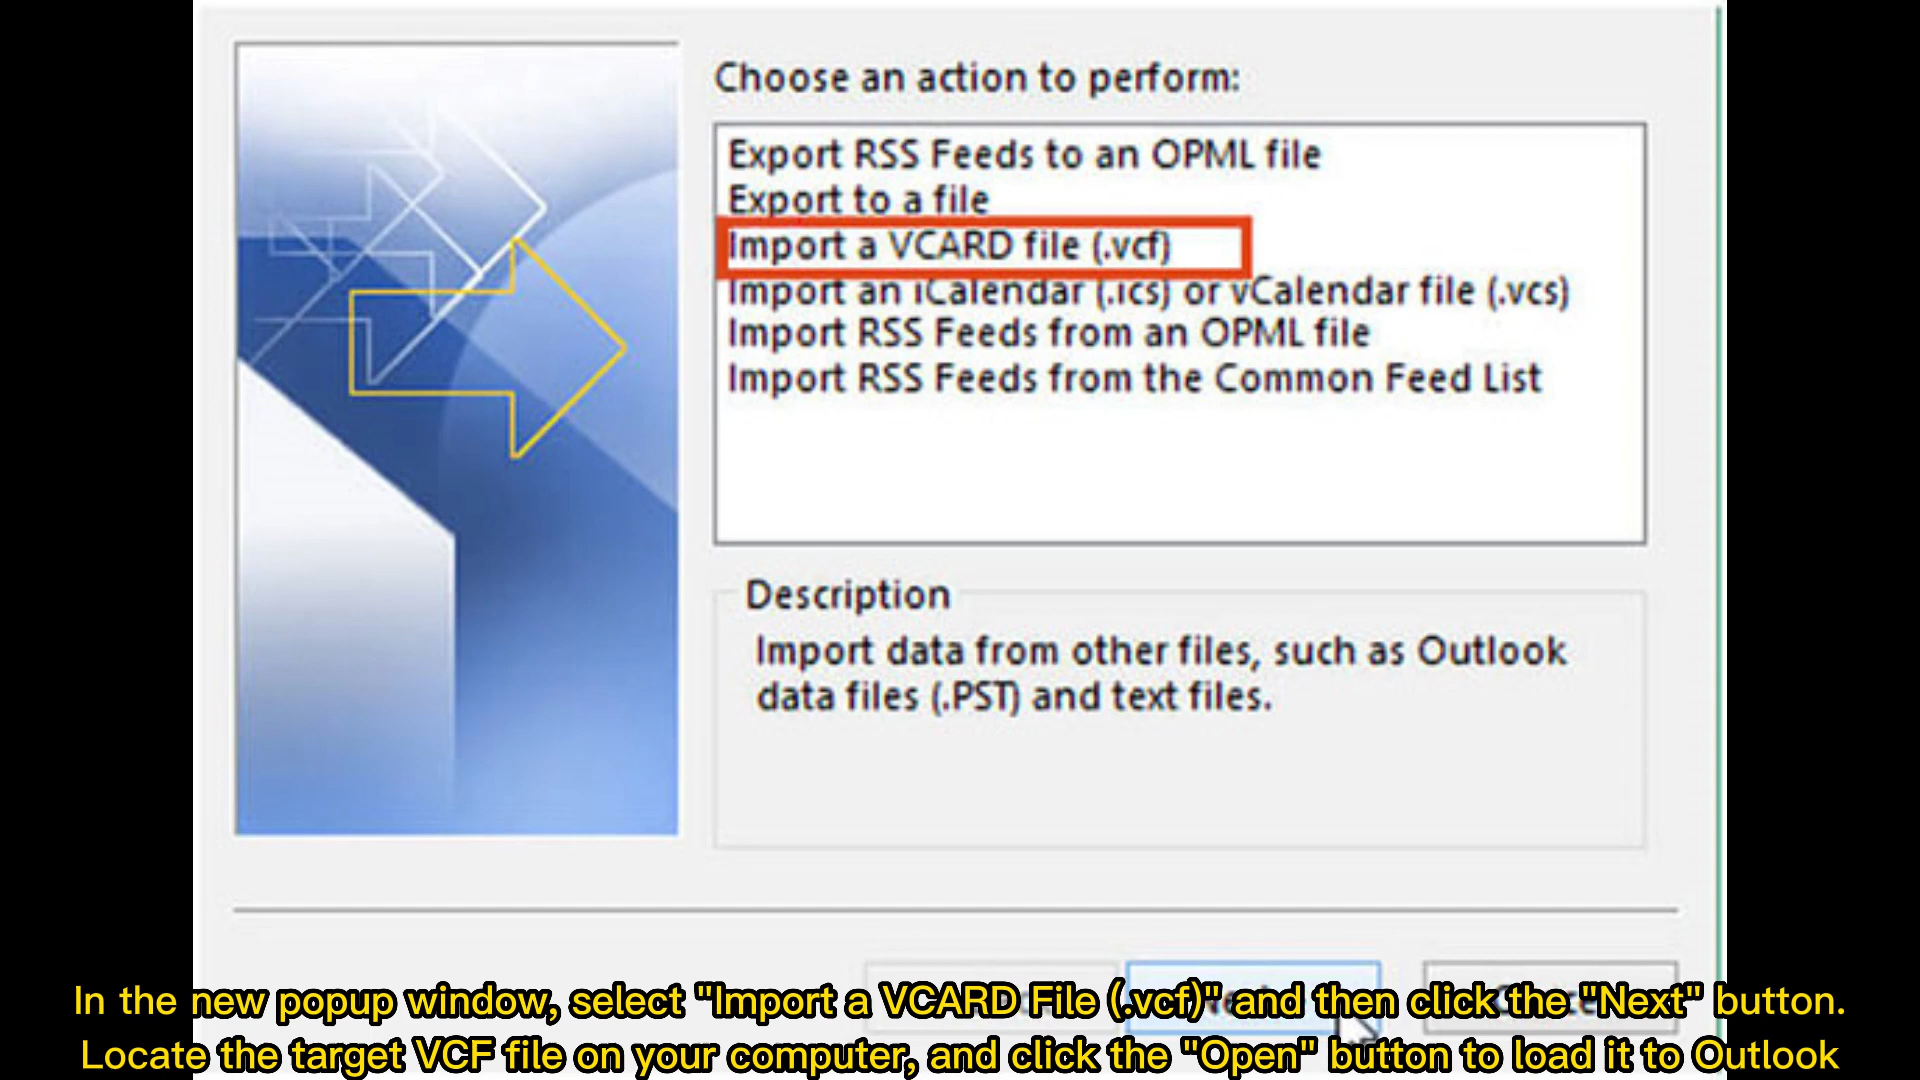 Choose an action to perform:
Export RSS Feeds to an OPML file
Export to a file
Import a VCARD file (.vcf)
Import an iCalendar (.ics) or vCalendar file (.vcs)
Import RSS Feeds from an OPML file
Import RSS Feeds from the Common Feed List
Description
Import data from other files, such as Outlook
data files (.PST) and text files.
In the new popup window, select "Import a VCARD File (.vcf)" and then click the "Next" button.
Locate the target VCF file on your computer, and click the "Open" button to load it to Outlook